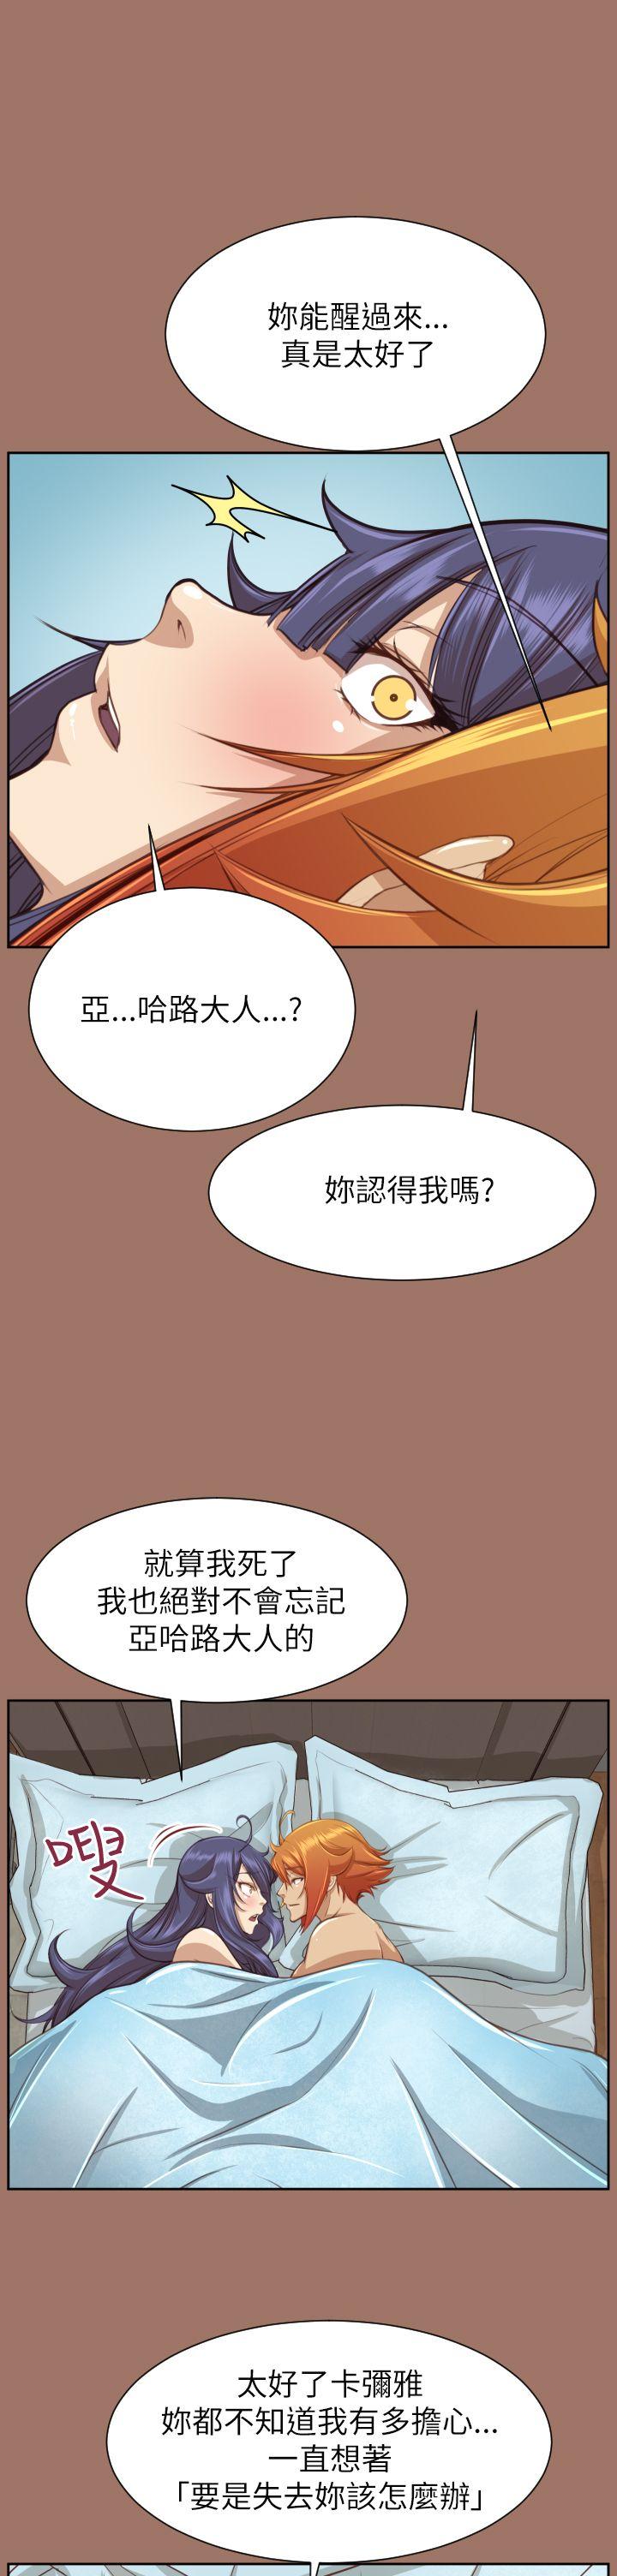 妳能醒過來...
真是太好了
亞...哈路大人...?
妳認得我嗎?
就算我死了
我也絕對不會忘記
亞哈路大人的
嗖
太好了卡彌雅
妳都不知道我有多擔心...
一直想著
「要是失去妳該怎麼辦」